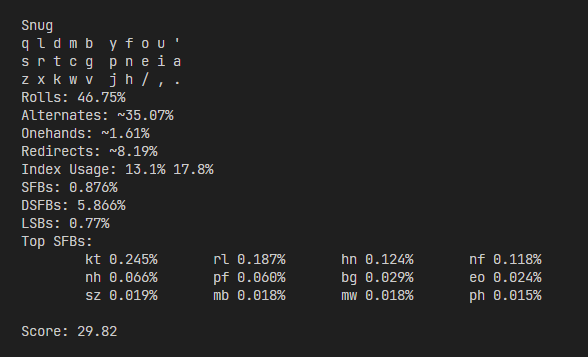 Snug
q l d m b  y f o u '
s r t c g  p n e i a
z x k w v  j h / , .
Rolls: 46.75%
Alternates: ~35.07%
Onehands: ~1.61%
Redirects: ~8.19%
Index Usage: 13.1% 17.8%
SFBs: 0.876%
DSFBs: 5.866%
LSBs: 0.77%
Top SFBs:
kt 0.245% rl 0.187% hn 0.124% nf 0.118%
nh 0.066% pf 0.060% bg 0.029% eo 0.024%
sz 0.019% mb 0.018% mw 0.018% ph 0.015%
Score: 29.82